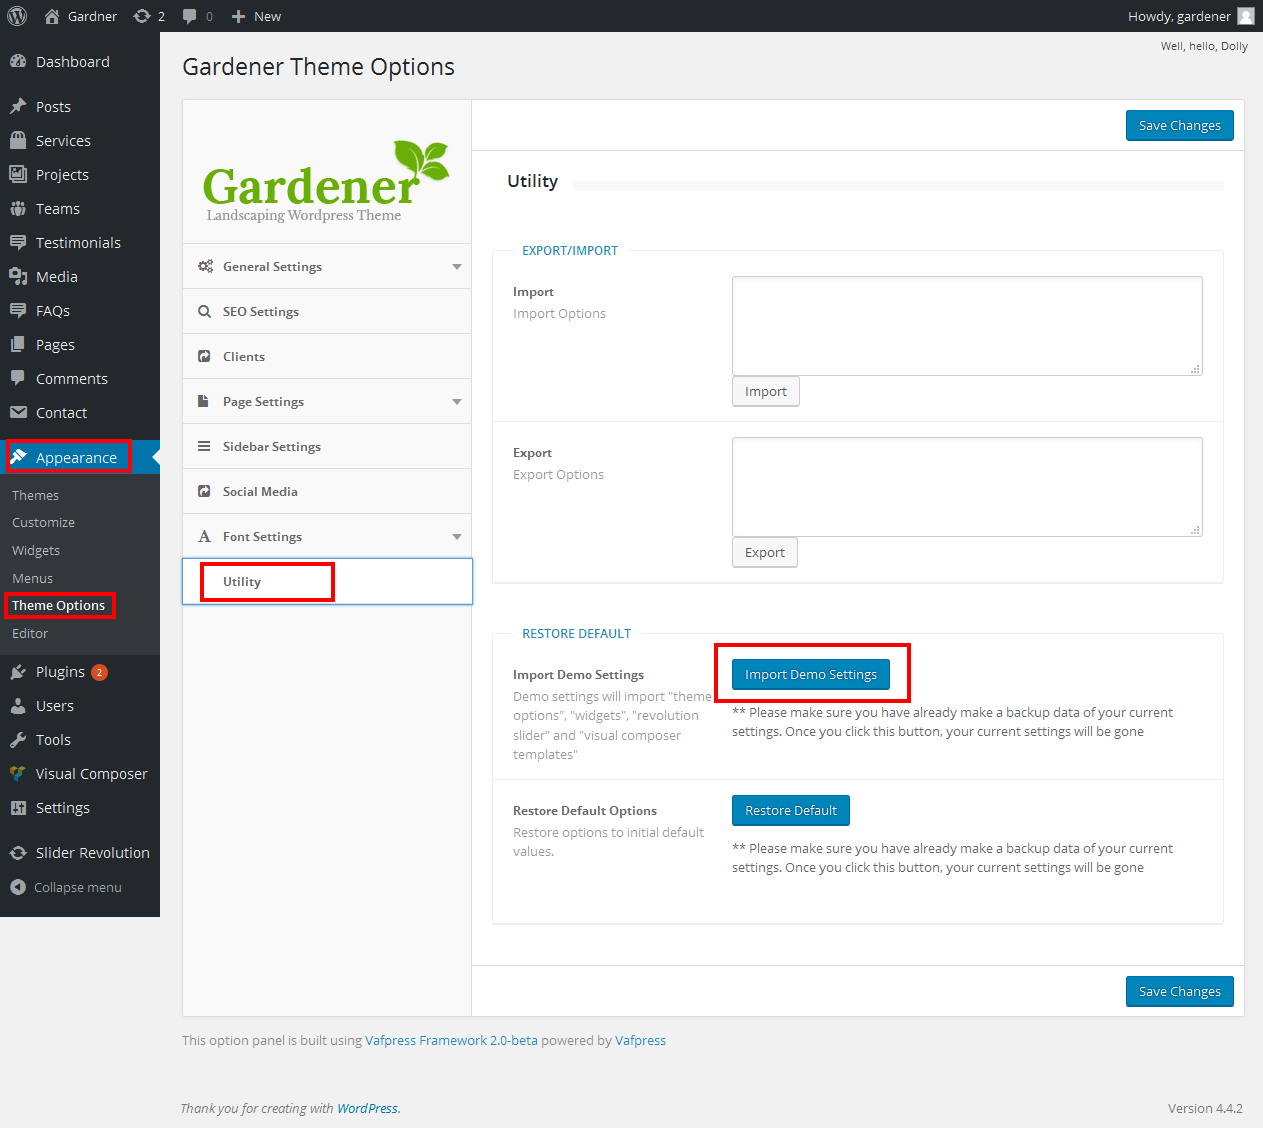 Gardner
2
0
New
Howdy, gardener
Dashboard
Posts
Services
Projects
Teams
Testimonials
Media
FAQs
Pages
Comments
Contact
Appearance
Themes
Customize
Widgets
Menus
Theme Options
Editor
Plugins 2
Users
Tools
Visual Composer
Settings
Slider Revolution
Collapse menu
Well, hello, Dolly
Gardener Theme Options
Gardener
Landscaping Wordpress Theme
General Settings
SEO Settings
Clients
Page Settings
Sidebar Settings
Social Media
Font Settings
Utility
Save Changes
Utility
EXPORT/IMPORT
Import
Import Options
Import
Export
Export Options
Export
RESTORE DEFAULT
Import Demo Settings
Demo settings will import "theme
options", "widgets", "revolution
slider" and "visual composer
templates"
Import Demo Settings
** Please make sure you have already make a backup data of your current
settings. Once you click this button, your current settings will be gone
Restore Default Options
Restore options to initial default
values.
Restore Default
** Please make sure you have already make a backup data of your current
settings. Once you click this button, your current settings will be gone
Save Changes
This option panel is built using Vafpress Framework 2.0-beta powered by Vafpress
Thank you for creating with WordPress.
Version 4.4.2